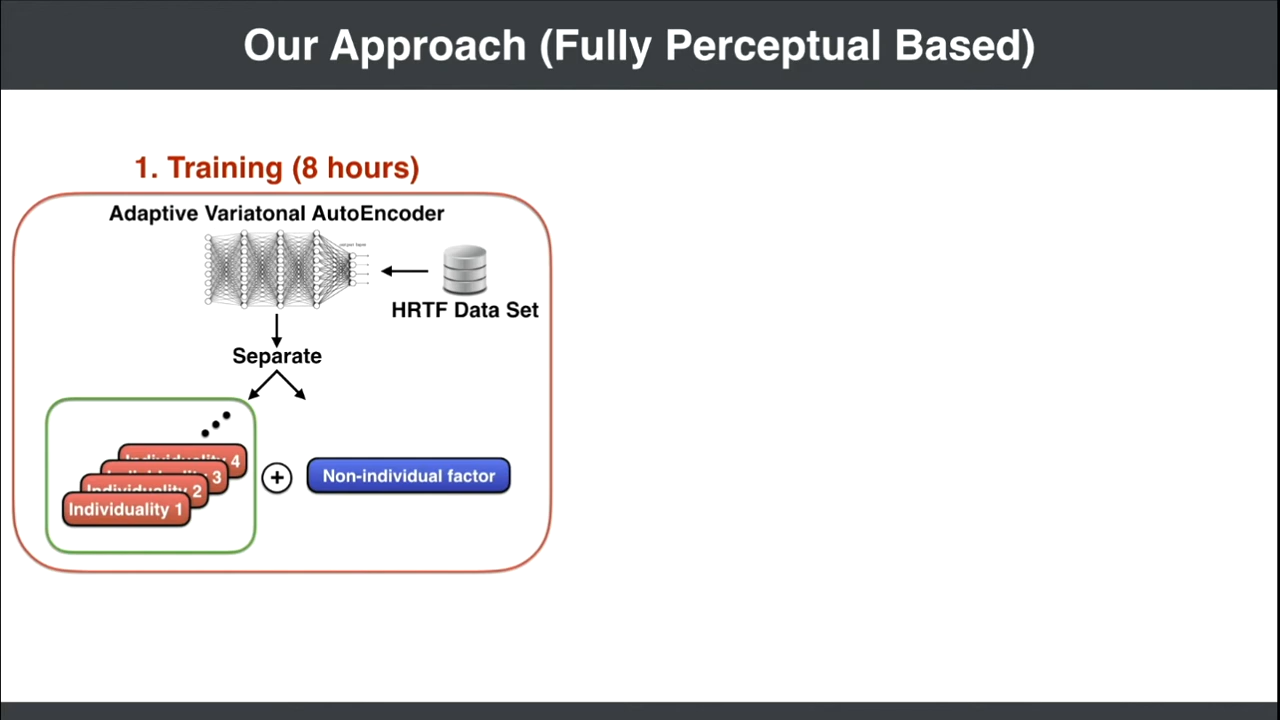 Our Approach (Fully Perceptual Based)
1. Training (8 hours)
Adaptive Variatonal AutoEncoder
HRTF Data Set
Separate
Individuality 4
3
Individuality 2
Individuality 1
+
Non-individual factor